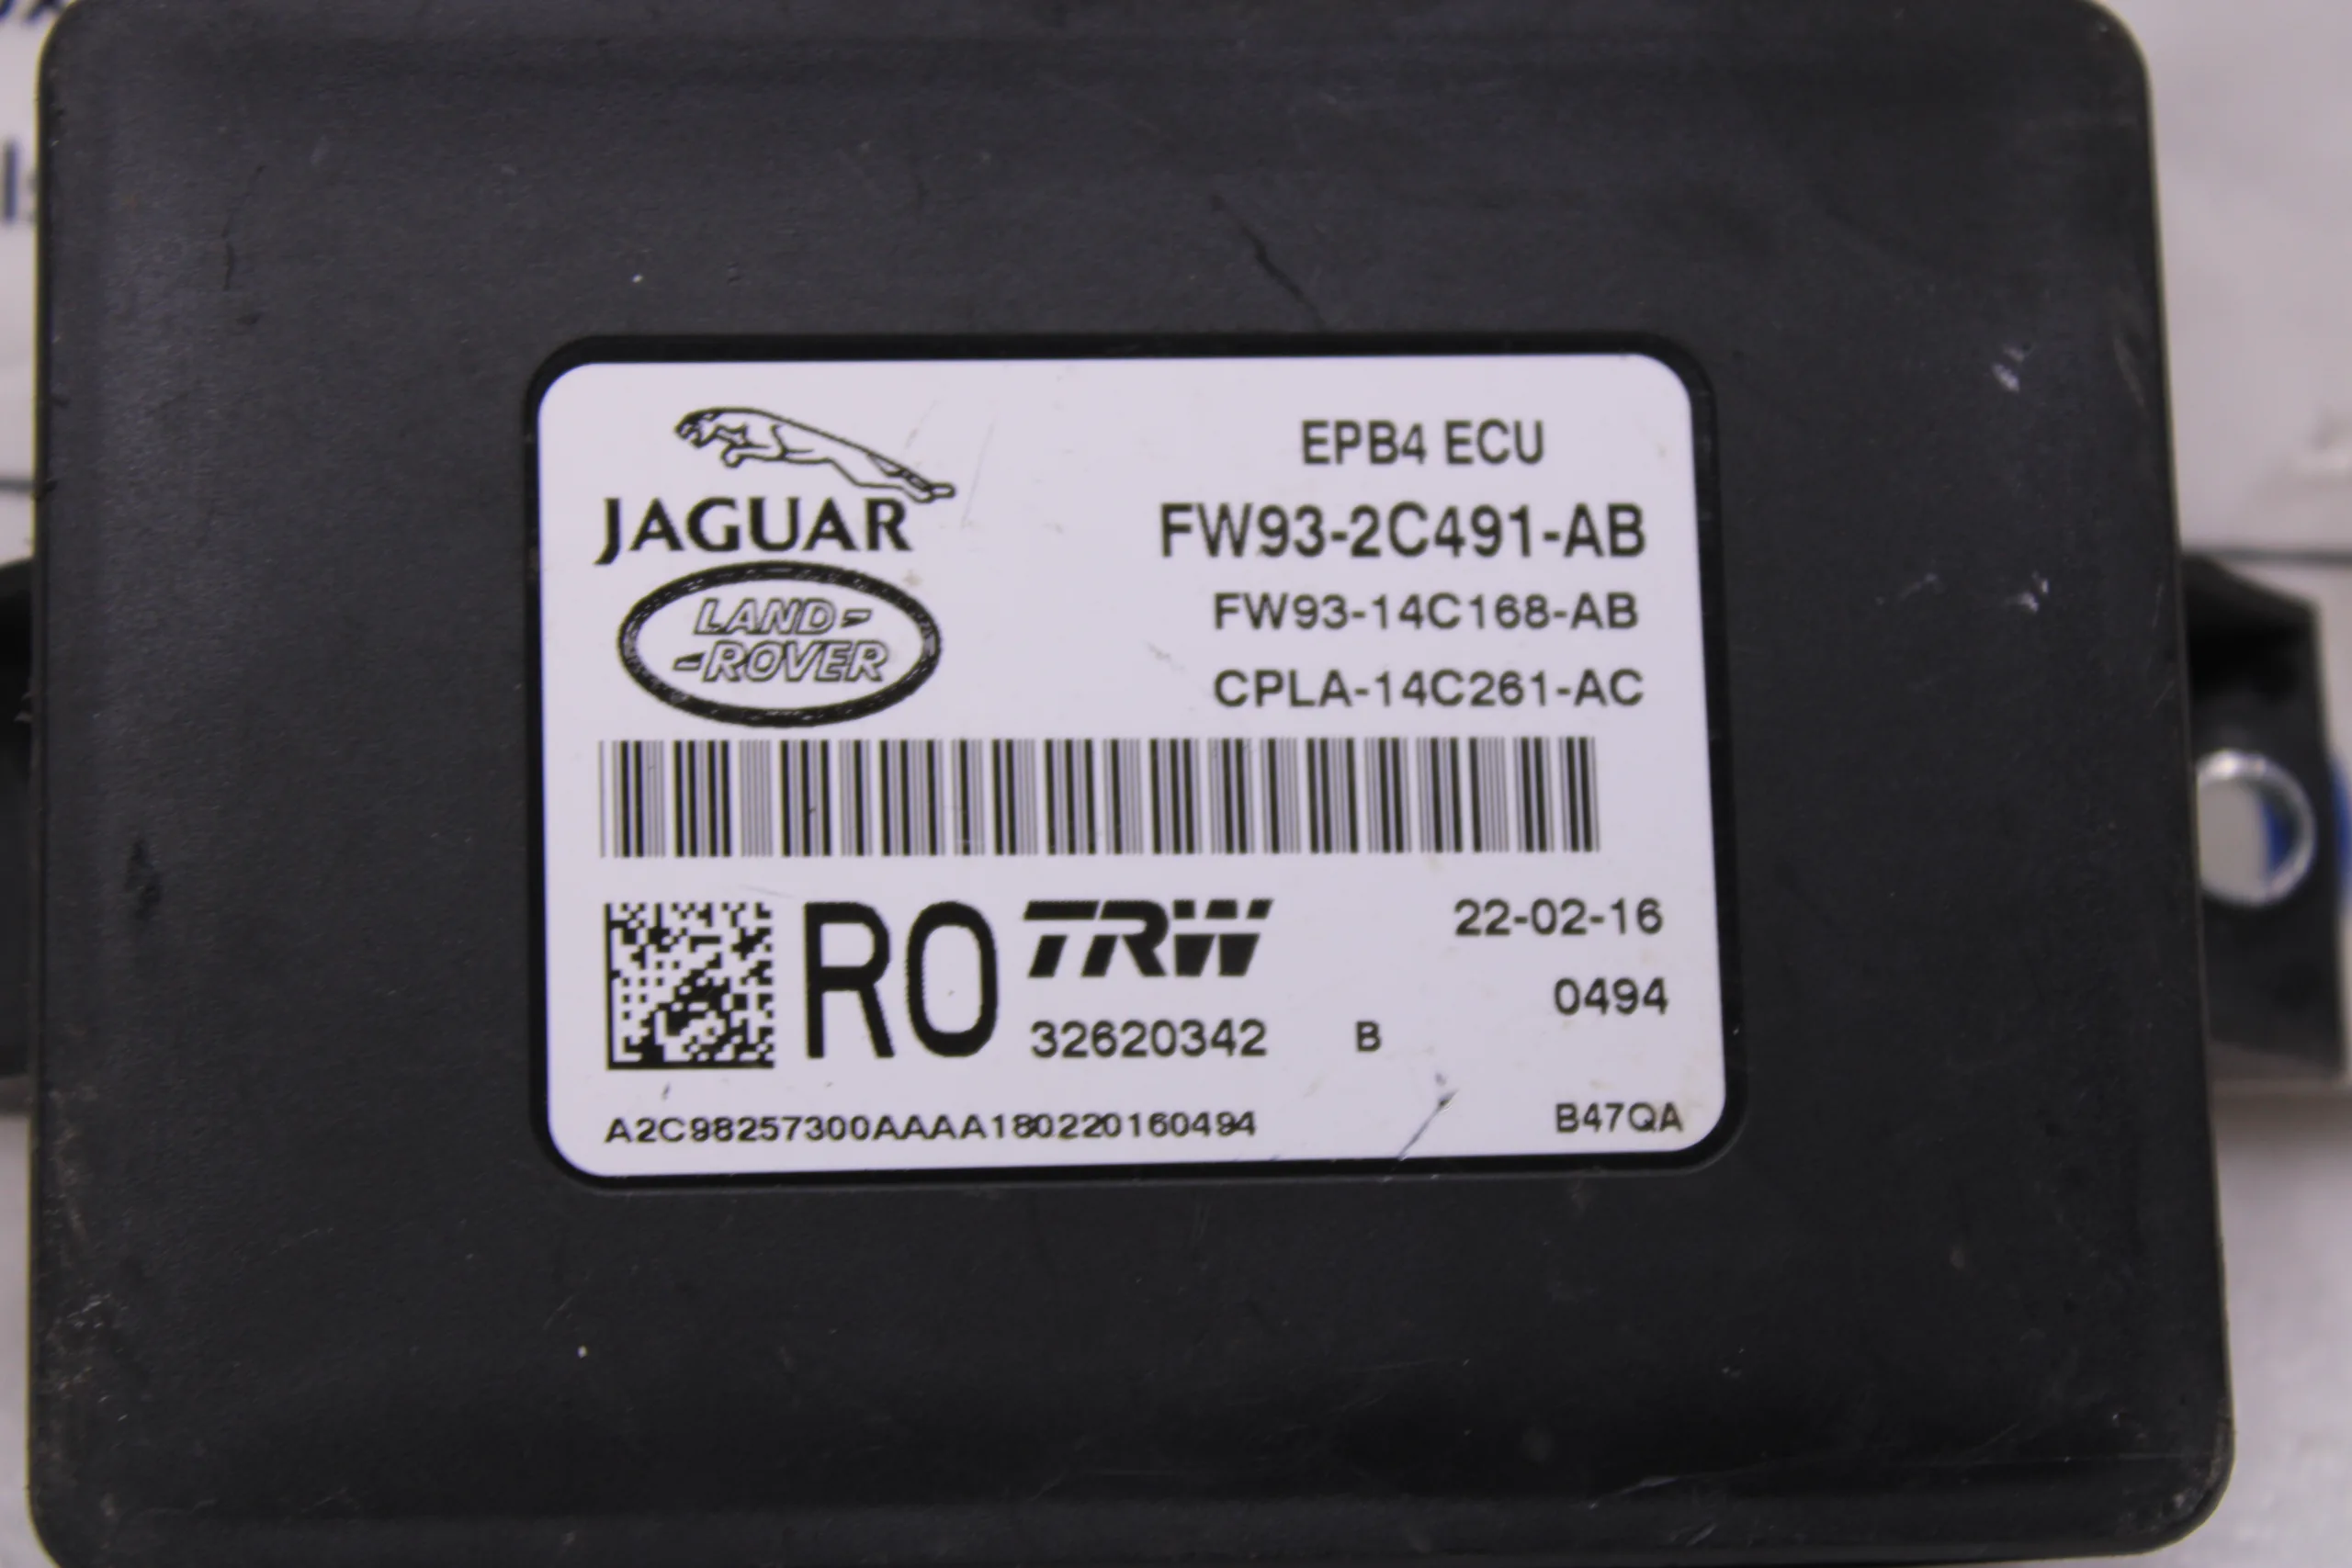 JAGUAR
LAND-
-ROVER
EPB4 ECU
FW93-2C491-AB
FW93-14C168-AB
CPLA-14C261-AC
RO
TRW
32620342 B
22-02-16
0494
A2C98257300AAAA180220160494
B47QA